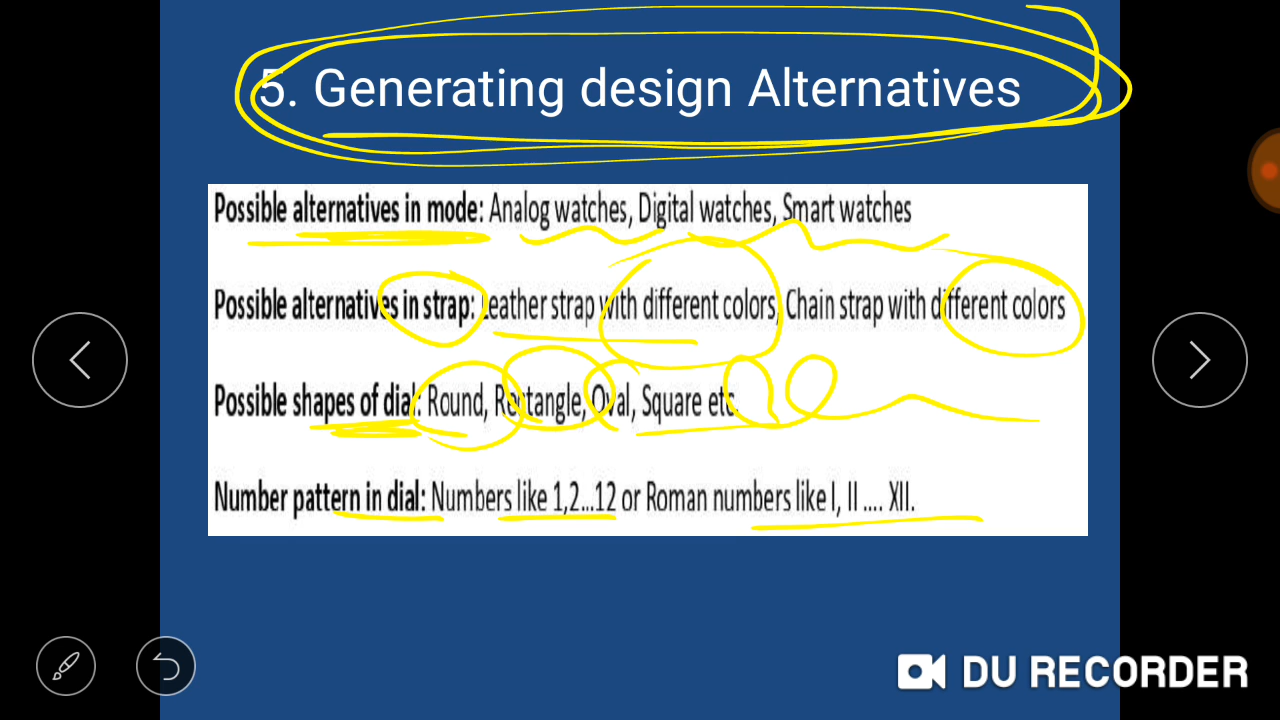 5. Generating design Alternatives
Possible alternatives in mode: Analog watches, Digital watches, Smart watches
Possible alternatives in strap: Leather strap with different colors, Chain strap with different colors
Possible shapes of dial: Round, Rectangle, Oval, Square etc.
Number pattern in dial: Numbers like 1,2...12 or Roman numbers like I, II .... XII.
DU RECORDER